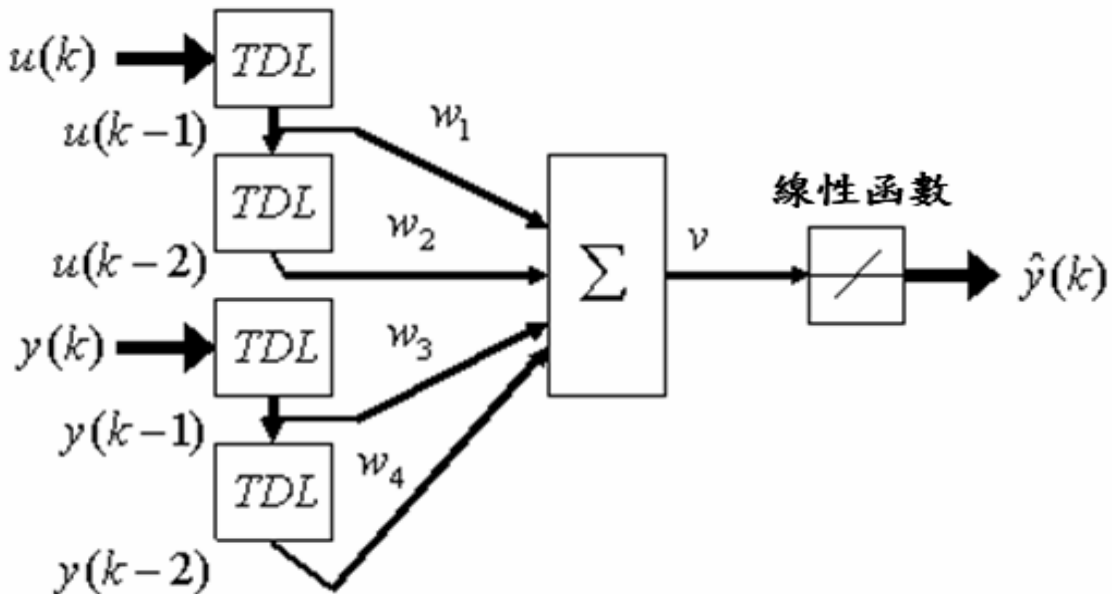 u(k)
TDL
u(k-1)
w₁
TDL
w₂
u(k-2)
Σ
v
線性函數
ŷ(k)
y(k)
TDL
w₃
y(k-1)
TDL
w₄
y(k-2)